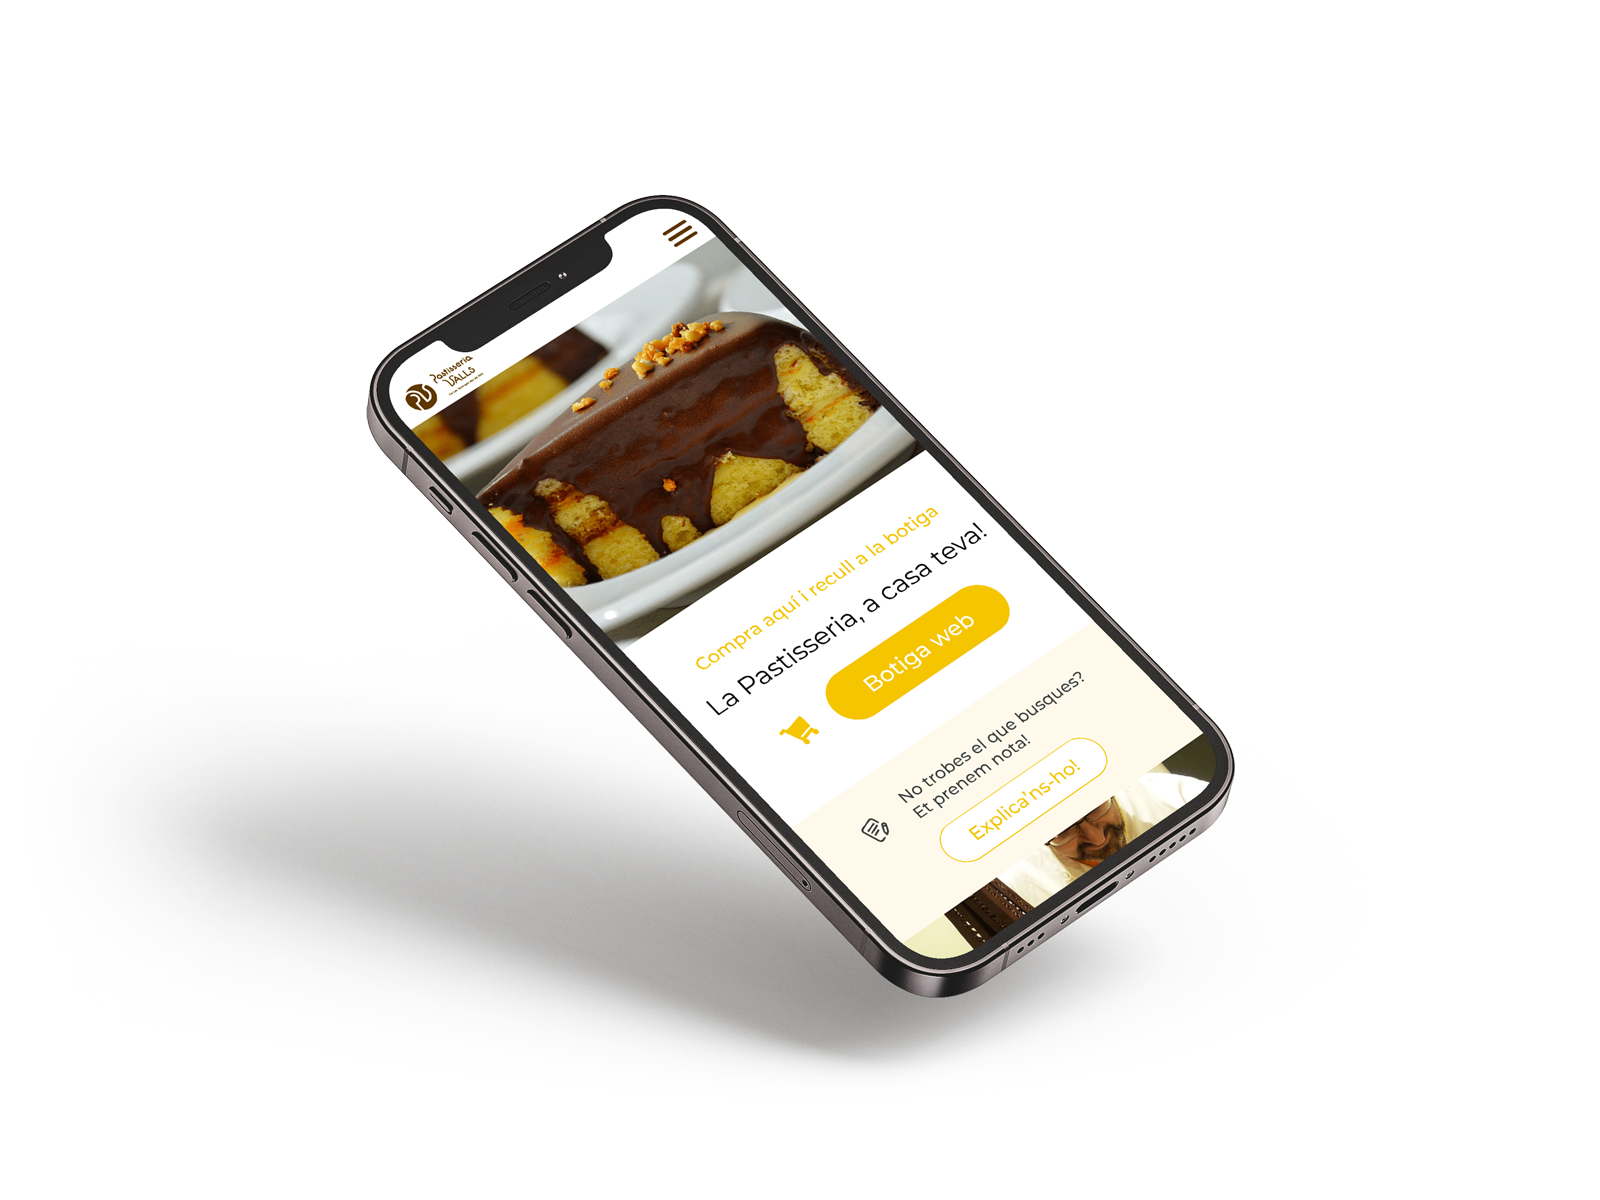 Pastisseria
VALLS
Compra aquí i recull a la botiga
La Pastisseria, a casa teva!
Botiga web
No trobes el que busques?
Et prenem nota!
Explica'ns-ho!